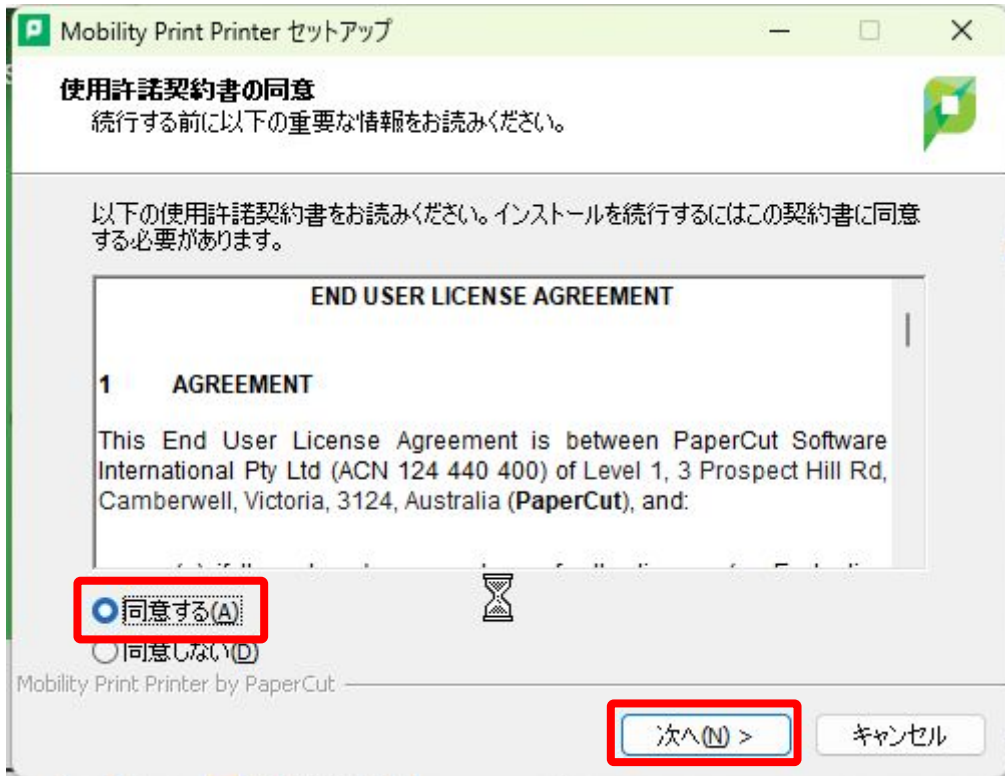 Mobility Print Printer セットアップ
使用許諾契約書の同意
続行する前に以下の重要な情報をお読みください。
以下の使用許諾契約書をお読みください。インストールを続行するにはこの契約書に同意
する必要があります。
END USER LICENSE AGREEMENT
1 AGREEMENT
This End User License Agreement is between PaperCut Software
International Pty Ltd (ACN 124 440 400) of Level 1, 3 Prospect Hill Rd,
Camberwell, Victoria, 3124, Australia (PaperCut), and:
同意する(A)
同意しない(D)
Mobility Print Printer by PaperCut
次へ(N) >
キャンセル